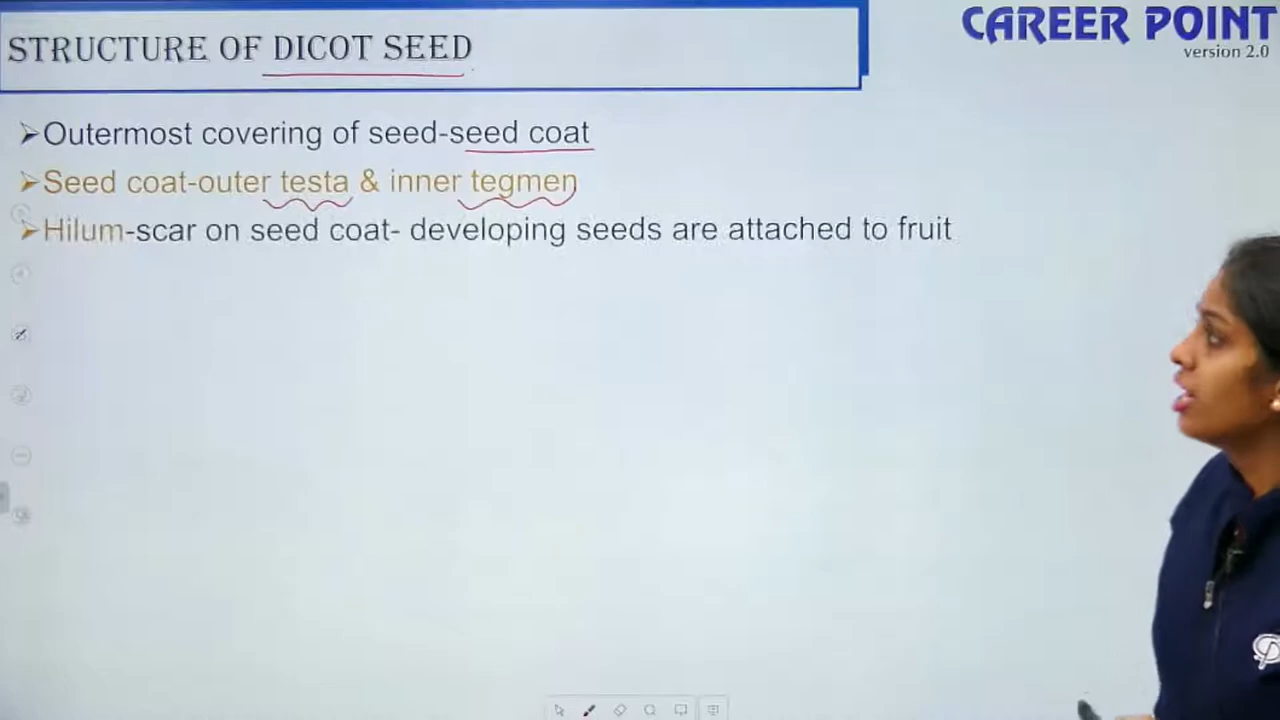 STRUCTURE OF DICOT SEED
CAREER POINT
version 2.0
➢Outermost covering of seed-seed coat
➢Seed coat-outer testa & inner tegmen
➢Hilum-scar on seed coat- developing seeds are attached to fruit